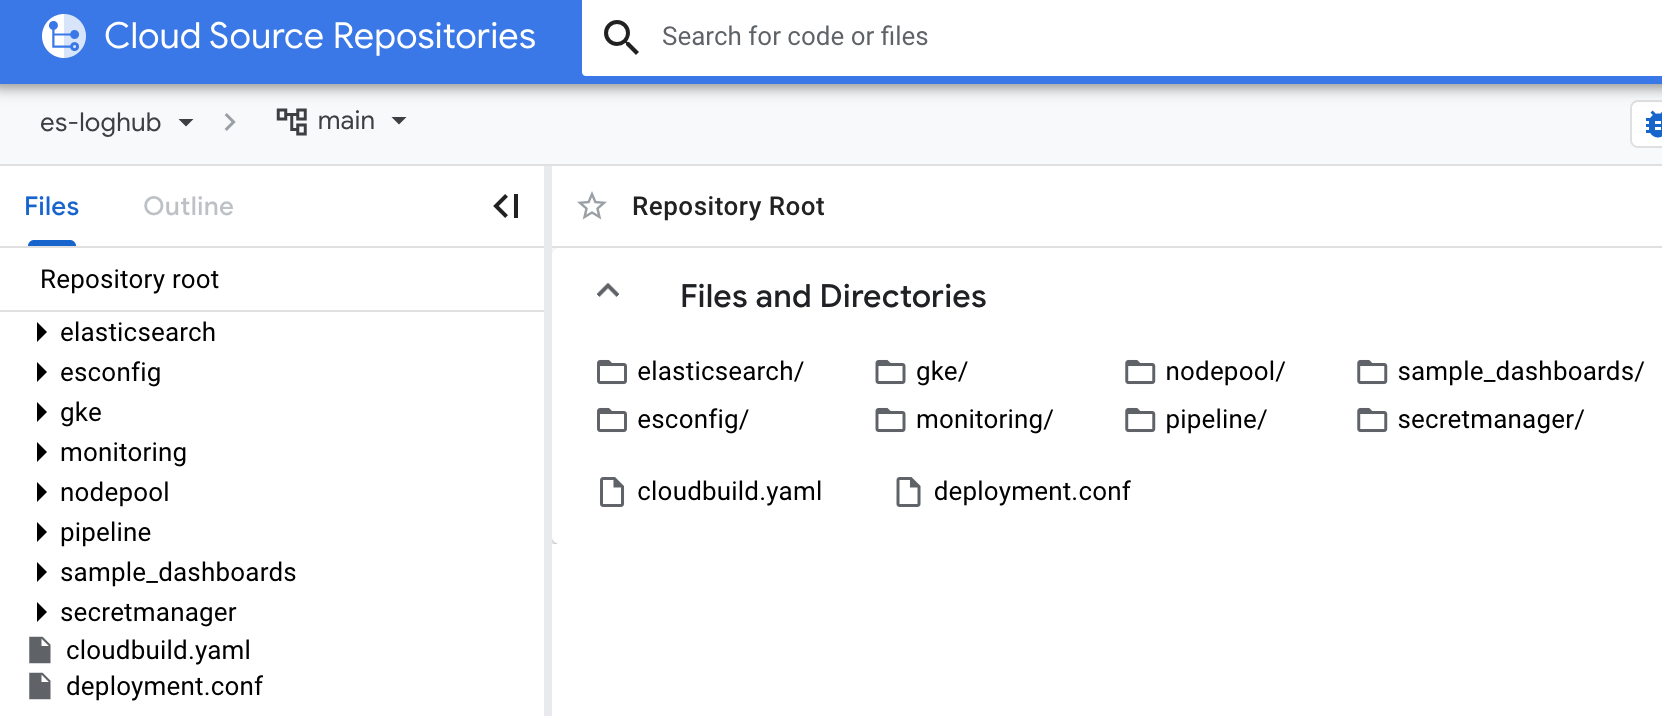 Cloud Source Repositories
Search for code or files
es-loghub
main
Files Outline
Repository root
elasticsearch
esconfig
gke
monitoring
nodepool
pipeline
sample_dashboards
secretmanager
cloudbuild.yaml
deployment.conf
Repository Root
Files and Directories
elasticsearch/ gke/ nodepool/ sample_dashboards/
esconfig/ monitoring/ pipeline/ secretmanager/
cloudbuild.yaml deployment.conf